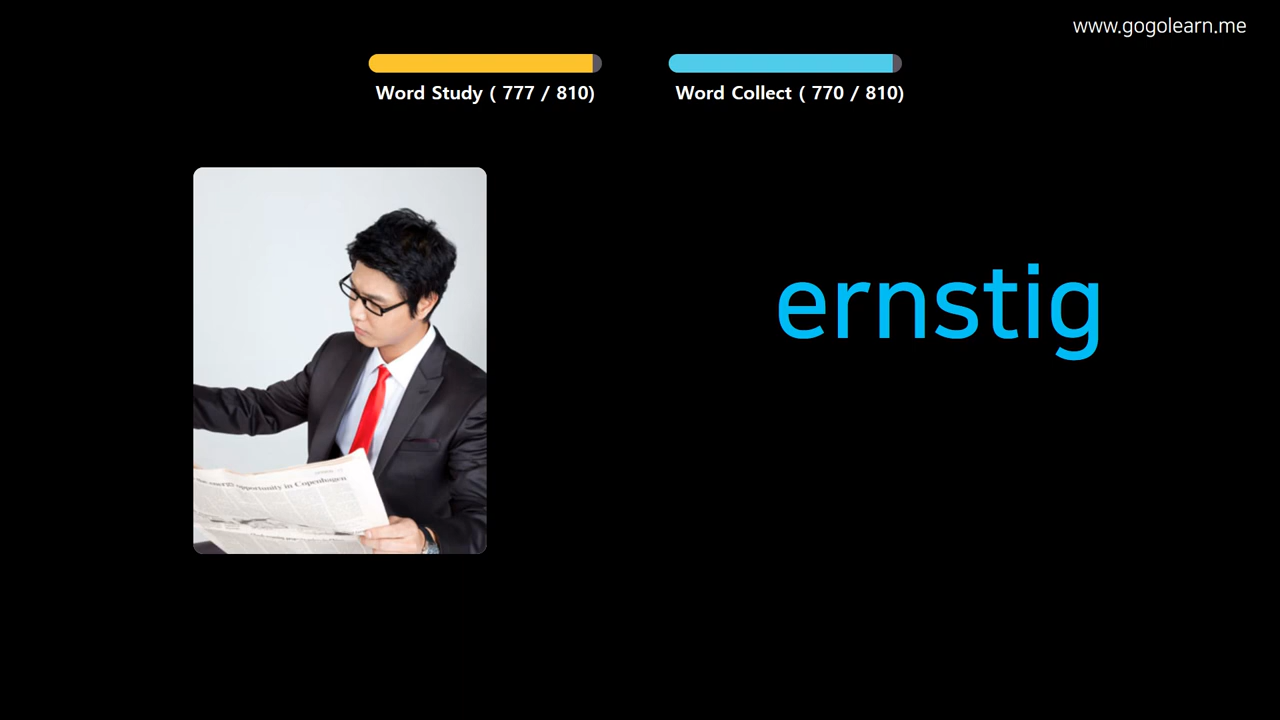 www.gogolearn.me
Word Study ( 777 / 810)
Word Collect ( 770 / 810)
ernstig
opportunity in Copenhagen